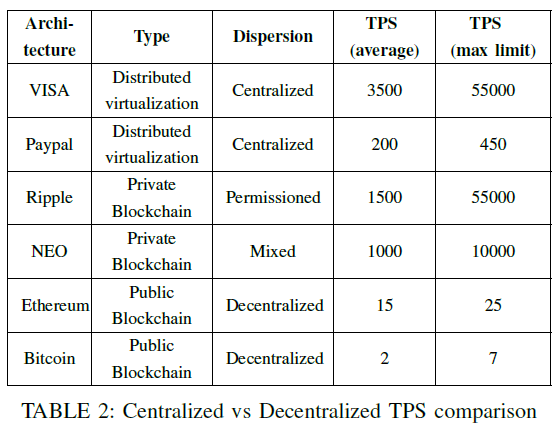 Archi-
tecture Type Dispersion TPS
(average) TPS
(max limit)
VISA Distributed
virtualization Centralized 3500 55000
Paypal Distributed
virtualization Centralized 200 450
Ripple Private
Blockchain Permissioned 1500 55000
NEO Private
Blockchain Mixed 1000 10000
Ethereum Public
Blockchain Decentralized 15 25
Bitcoin Public
Blockchain Decentralized 2 7
TABLE 2: Centralized vs Decentralized TPS comparison